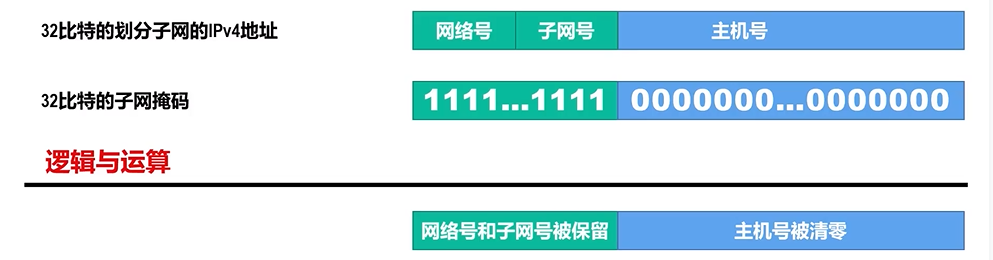 32比特的划分子网的IPv4地址 网络号 子网号 主机号
32比特的子网掩码 1111...1111 0000000...0000000
逻辑与运算
网络号和子网号被保留 主机号被清零